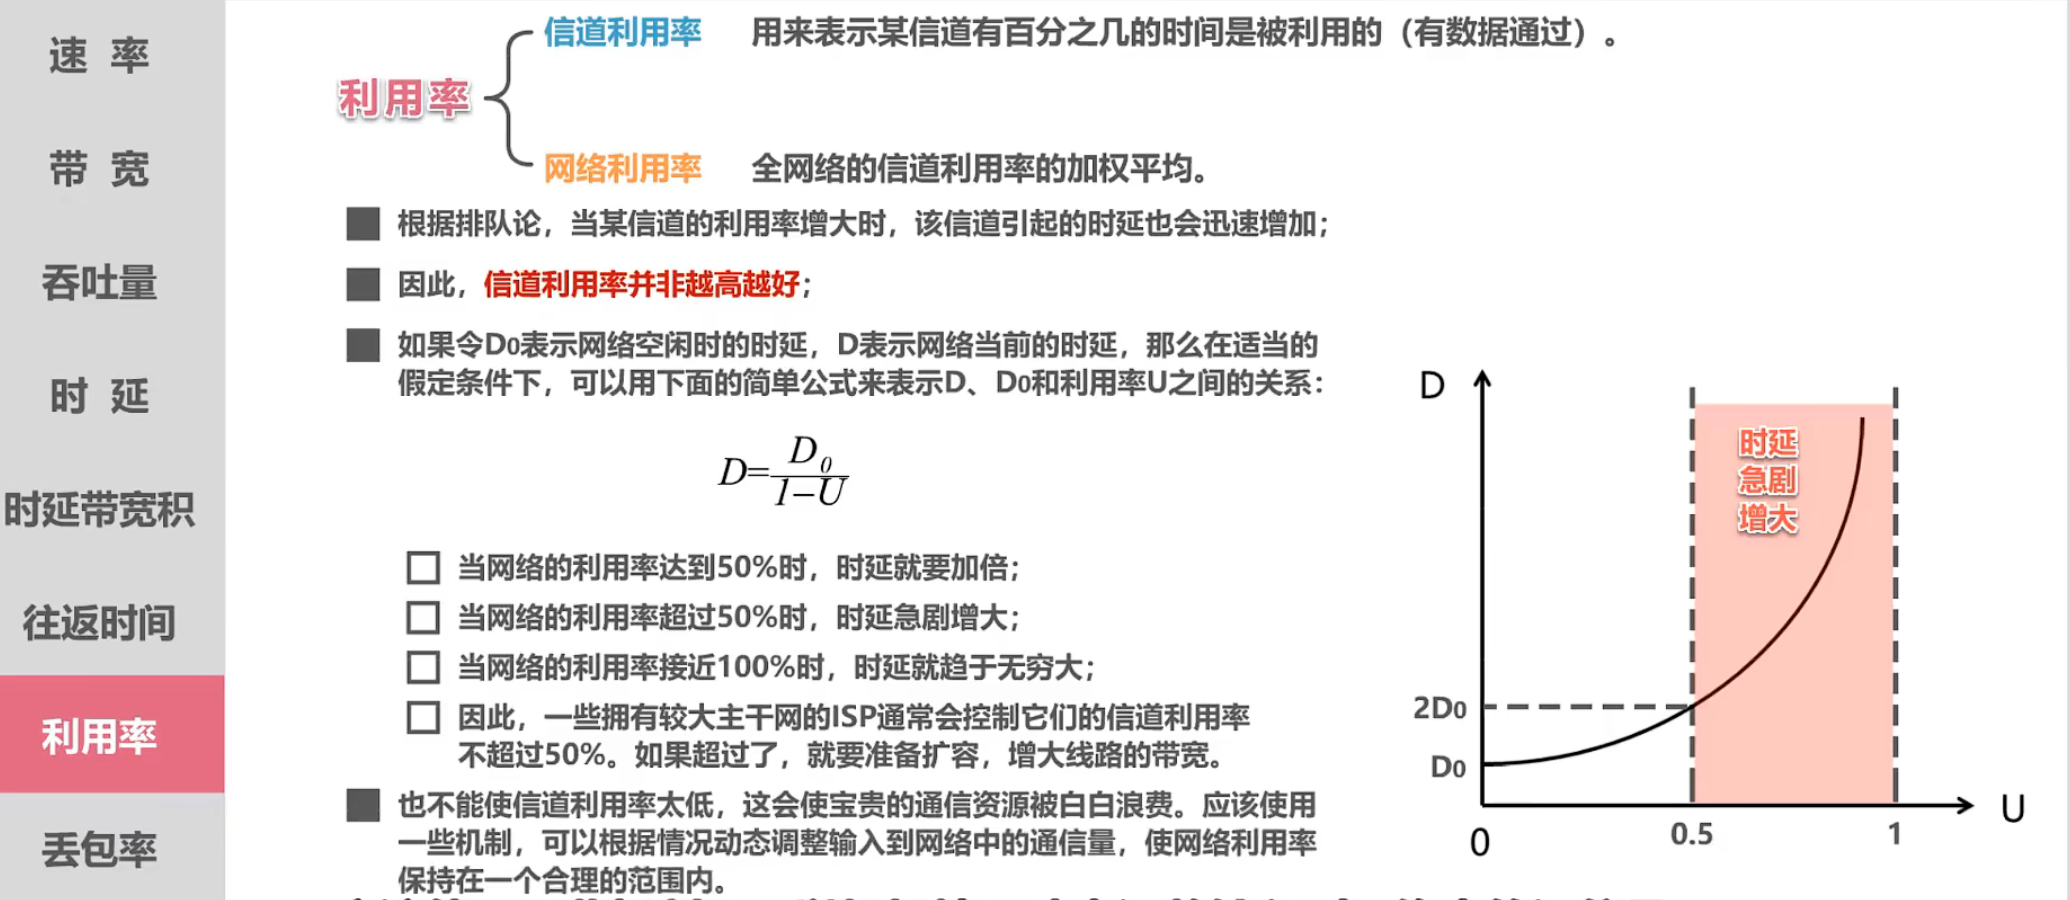 速 率
带 宽
吞吐量
时 延
时延带宽积
往返时间
利用率
丢包率
利用率
信道利用率 用来表示某信道有百分之几的时间是被利用的（有数据通过）。
网络利用率 全网络的信道利用率的加权平均。
根据排队论，当某信道的利用率增大时，该信道引起的时延也会迅速增加；
因此，信道利用率并非越高越好；
如果令D0表示网络空闲时的时延，D表示网络当前的时延，那么在适当的
假定条件下，可以用下面的简单公式来表示D、D0和利用率U之间的关系：
D=D0/1−U
当网络的利用率达到50%时，时延就要加倍；
当网络的利用率超过50%时，时延急剧增大；
当网络的利用率接近100%时，时延就趋于无穷大；
因此，一些拥有较大主干网的ISP通常会控制它们的信道利用率
不超过50%。如果超过了，就要准备扩容，增大线路的带宽。
也不能使信道利用率太低，这会使宝贵的通信资源被白白浪费。应该使用
一些机制，可以根据情况动态调整输入到网络中的通信量，使网络利用率
保持在一个合理的范围内。
D
时延
急剧
增大
2D0
D0
U
0
0.5
1